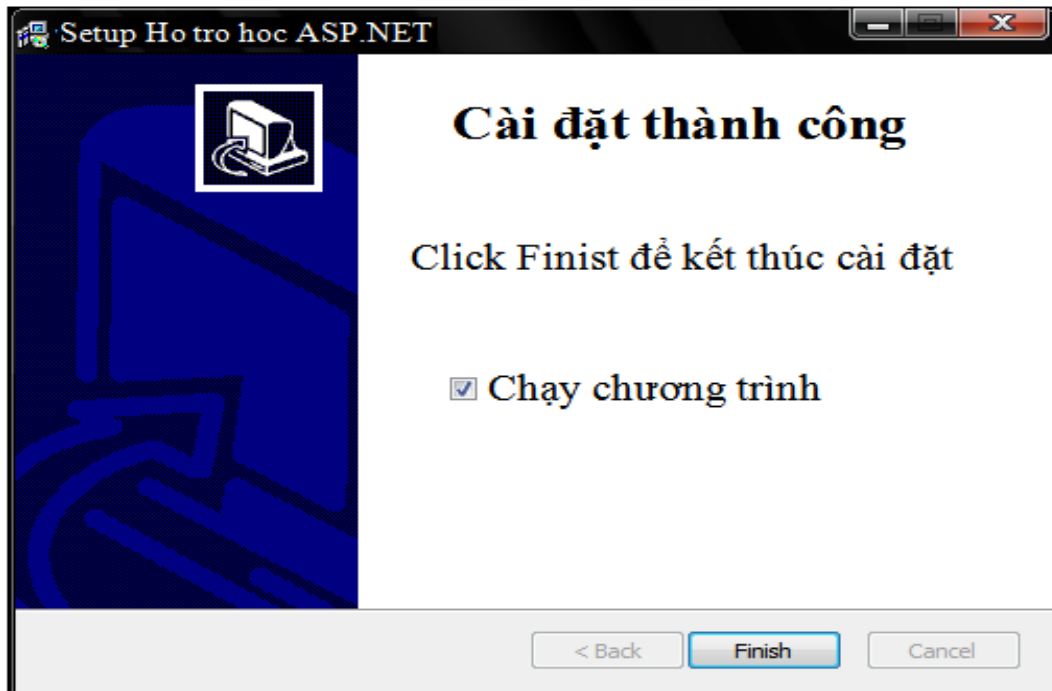 Setup Ho tro hoc ASP.NET
Cài đặt thành công
Click Finist để kết thúc cài đặt
Chạy chương trình
< Back Finish Cancel